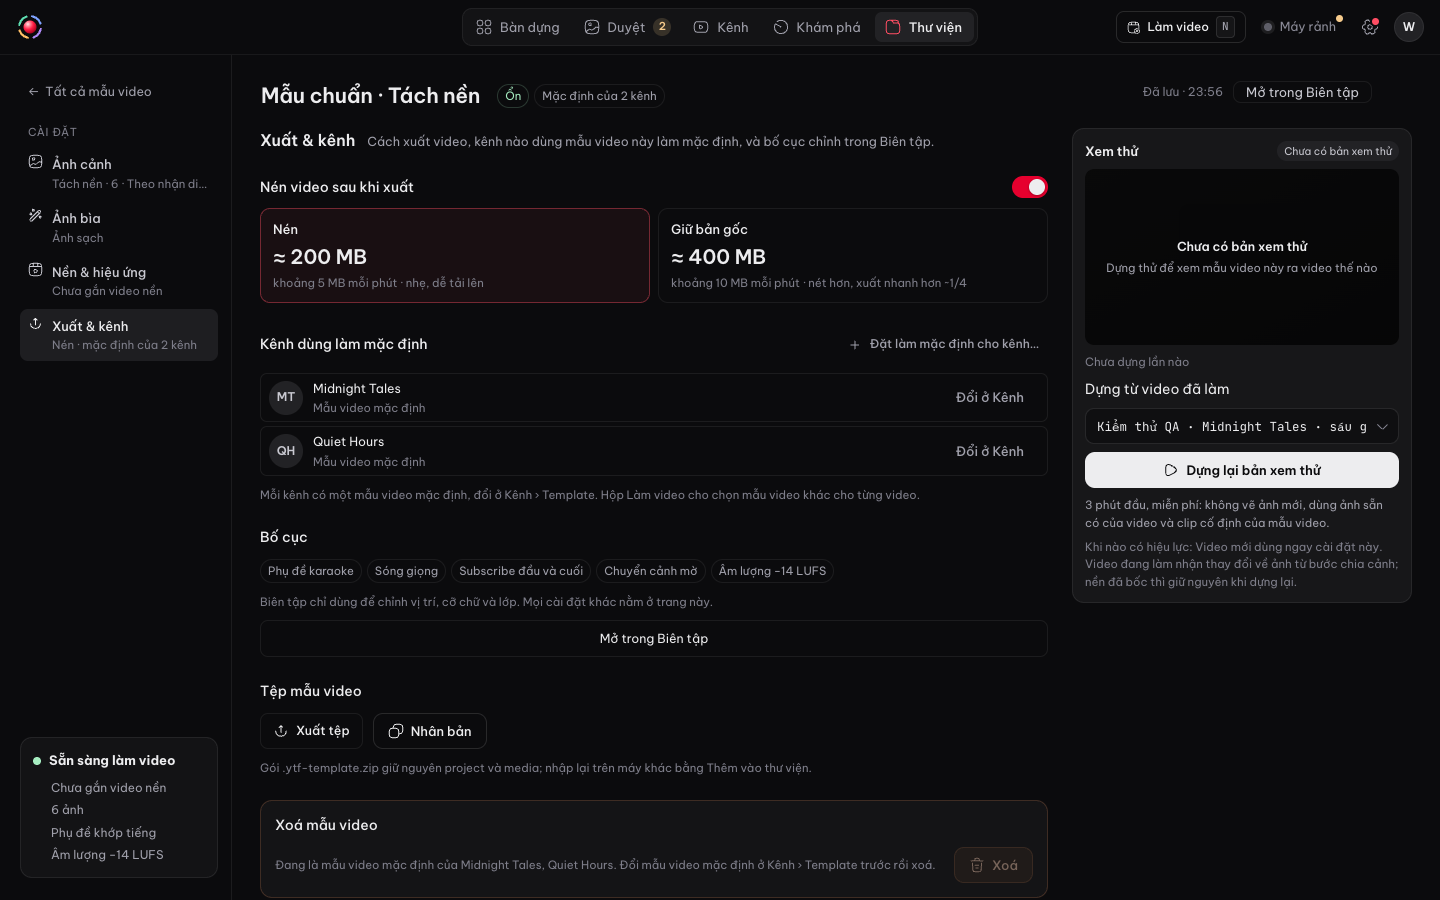 Bàn dựng
Duyệt 2
Kênh
Khám phá
Thư viện
Làm video N
Máy rảnh
W
← Tất cả mẫu video
CÀI ĐẶT
Ảnh cảnh
Tách nền · 6 · Theo nhận di...
Ảnh bìa
Ảnh sạch
Nền & hiệu ứng
Chưa gắn video nền
Xuất & kênh
Nén · mặc định của 2 kênh
Sẵn sàng làm video
Chưa gắn video nền
6 ảnh
Phụ đề khớp tiếng
Âm lượng -14 LUFS
Mẫu chuẩn · Tách nền
Ổn
Mặc định của 2 kênh
Đã lưu · 23:56
Mở trong Biên tập
Xuất & kênh
Cách xuất video, kênh nào dùng mẫu video này làm mặc định, và bố cục chỉnh trong Biên tập.
Nén video sau khi xuất
Nén
≈ 200 MB
khoảng 5 MB mỗi phút · nhẹ, dễ tải lên
Giữ bản gốc
≈ 400 MB
khoảng 10 MB mỗi phút · nét hơn, xuất nhanh hơn ~1/4
Kênh dùng làm mặc định
+ Đặt làm mặc định cho kênh...
MT
Midnight Tales
Mẫu video mặc định
Đổi ở Kênh
QH
Quiet Hours
Mẫu video mặc định
Đổi ở Kênh
Mỗi kênh có một mẫu video mặc định, đổi ở Kênh › Template. Hộp Làm video cho chọn mẫu video khác cho từng video.
Bố cục
Phụ đề karaoke
Sóng giọng
Subscribe đầu và cuối
Chuyển cảnh mờ
Âm lượng -14 LUFS
Biên tập chỉ dùng để chỉnh vị trí, cỡ chữ và lớp. Mọi cài đặt khác nằm ở trang này.
Mở trong Biên tập
Tệp mẫu video
Xuất tệp
Nhân bản
Gói .ytf-template.zip giữ nguyên project và media; nhập lại trên máy khác bằng Thêm vào thư viện.
Xoá mẫu video
Đang là mẫu video mặc định của Midnight Tales, Quiet Hours. Đổi mẫu video mặc định ở Kênh › Template trước rồi xoá.
Xoá
Xem thử
Chưa có bản xem thử
Chưa có bản xem thử
Dựng thử để xem mẫu video này ra video thế nào
Chưa dựng lần nào
Dựng từ video đã làm
Kiểm thử QA · Midnight Tales · sáu g
Dựng lại bản xem thử
3 phút đầu, miễn phí: không vẽ ảnh mới, dùng ảnh sẵn
có của video và clip cố định của mẫu video.
Khi nào có hiệu lực: Video mới dùng ngay cài đặt này.
Video đang làm nhận thay đổi về ảnh từ bước chia cảnh;
nền đã bốc thì giữ nguyên khi dựng lại.